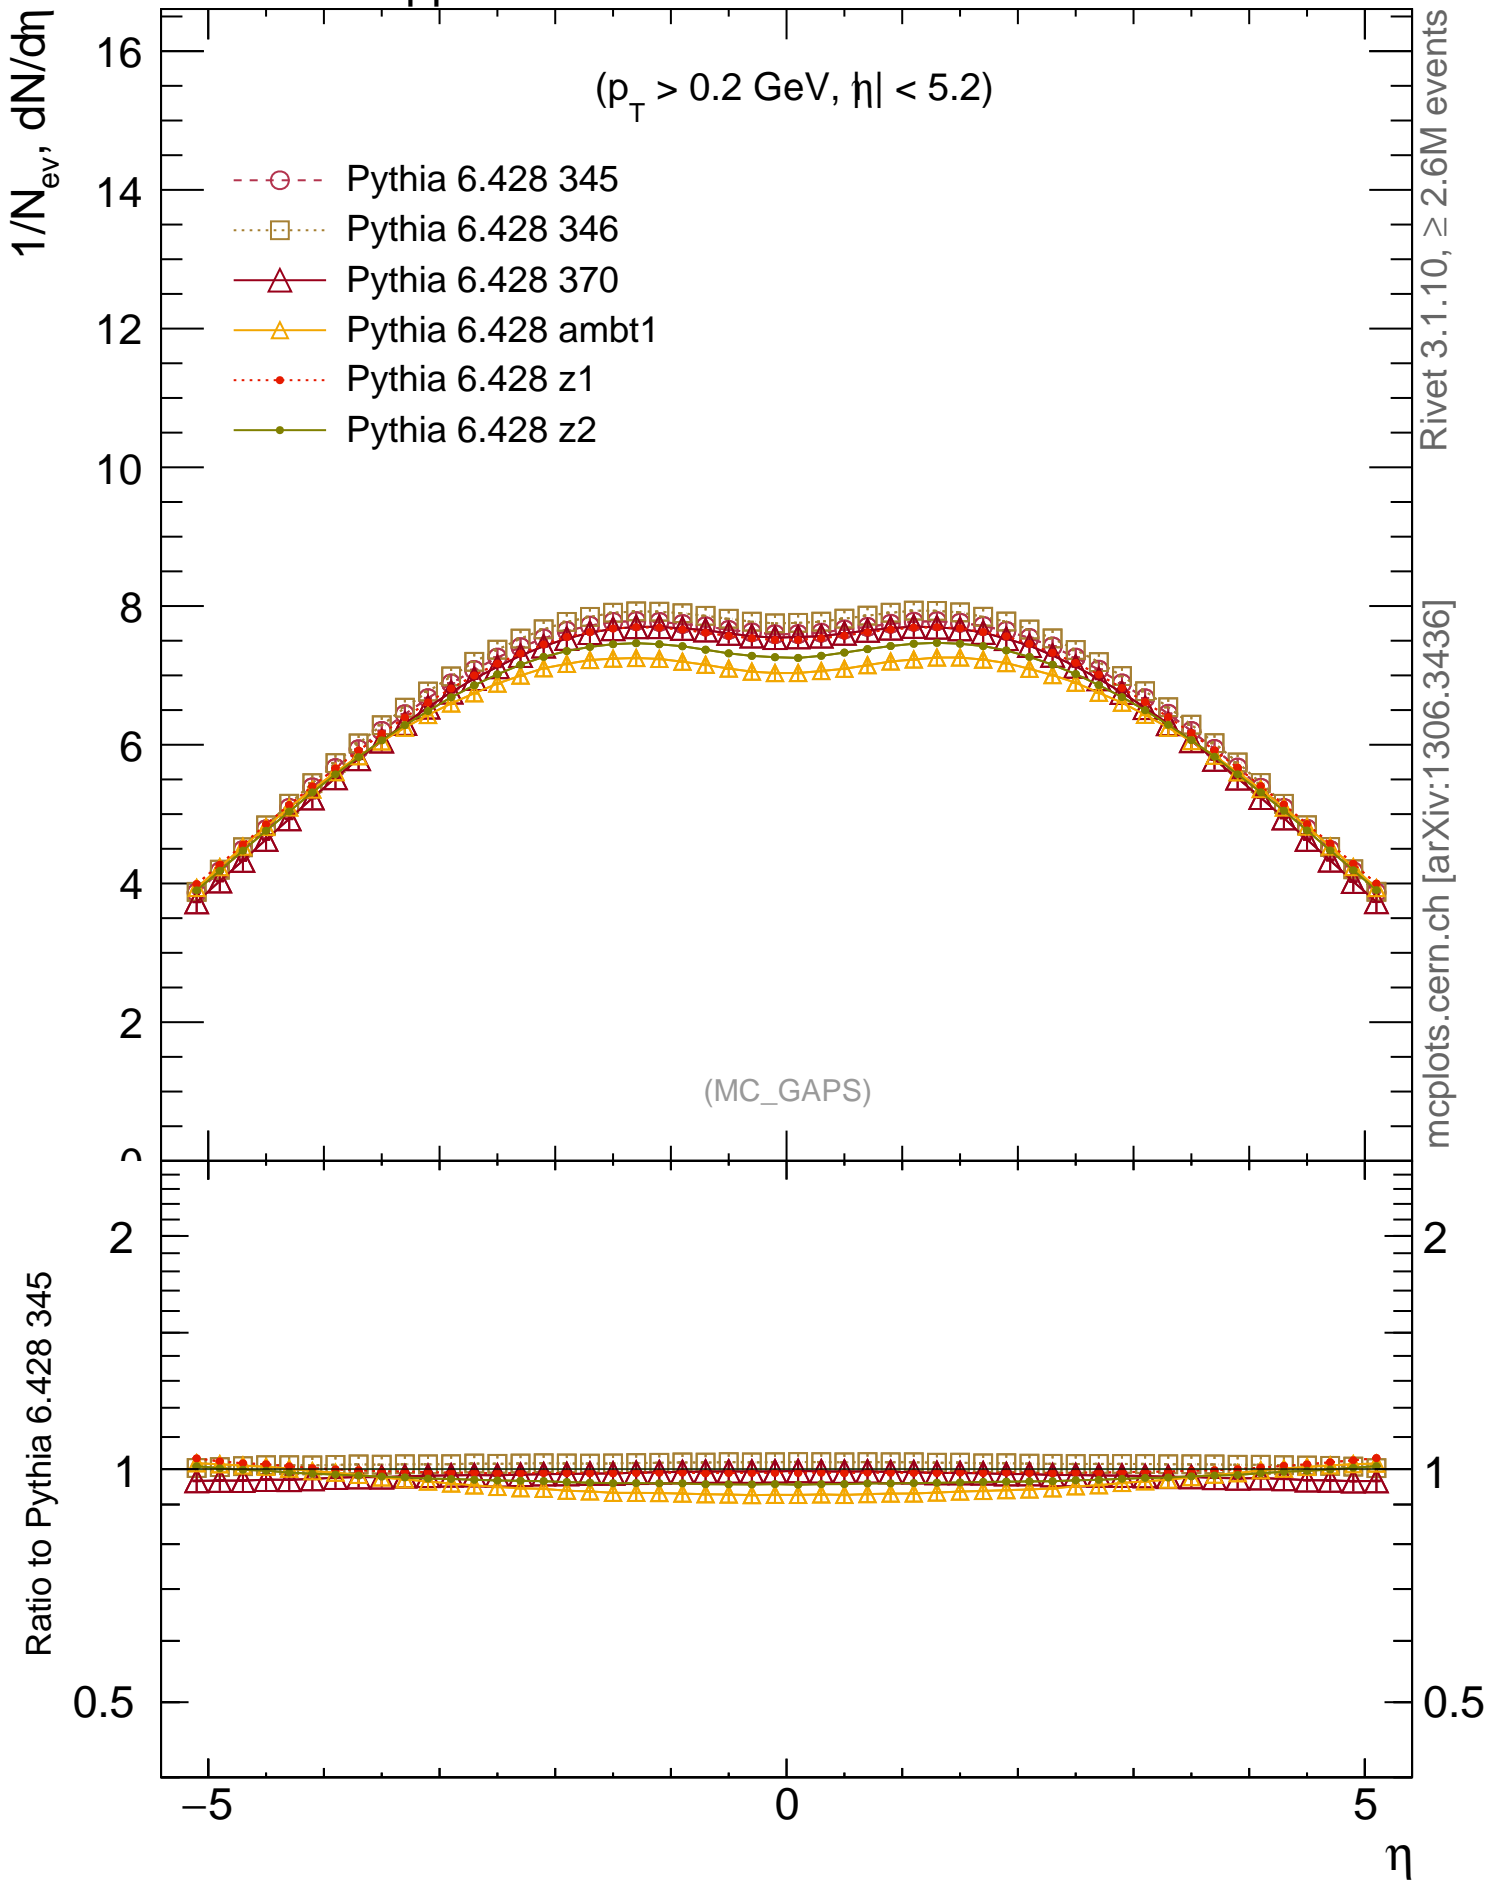 1/N_ev, dN/dη
(p_T > 0.2 GeV, |η| < 5.2)
Pythia 6.428 345
Pythia 6.428 346
Pythia 6.428 370
Pythia 6.428 ambt1
Pythia 6.428 z1
Pythia 6.428 z2
16
14
12
10
8
6
4
2
0
(MC_GAPS)
Rivet 3.1.10, ≥ 2.6M events
mcplots.cern.ch [arXiv:1306.3436]
Ratio to Pythia 6.428 345
2
1
0.5
2
1
0.5
−5
0
5
η